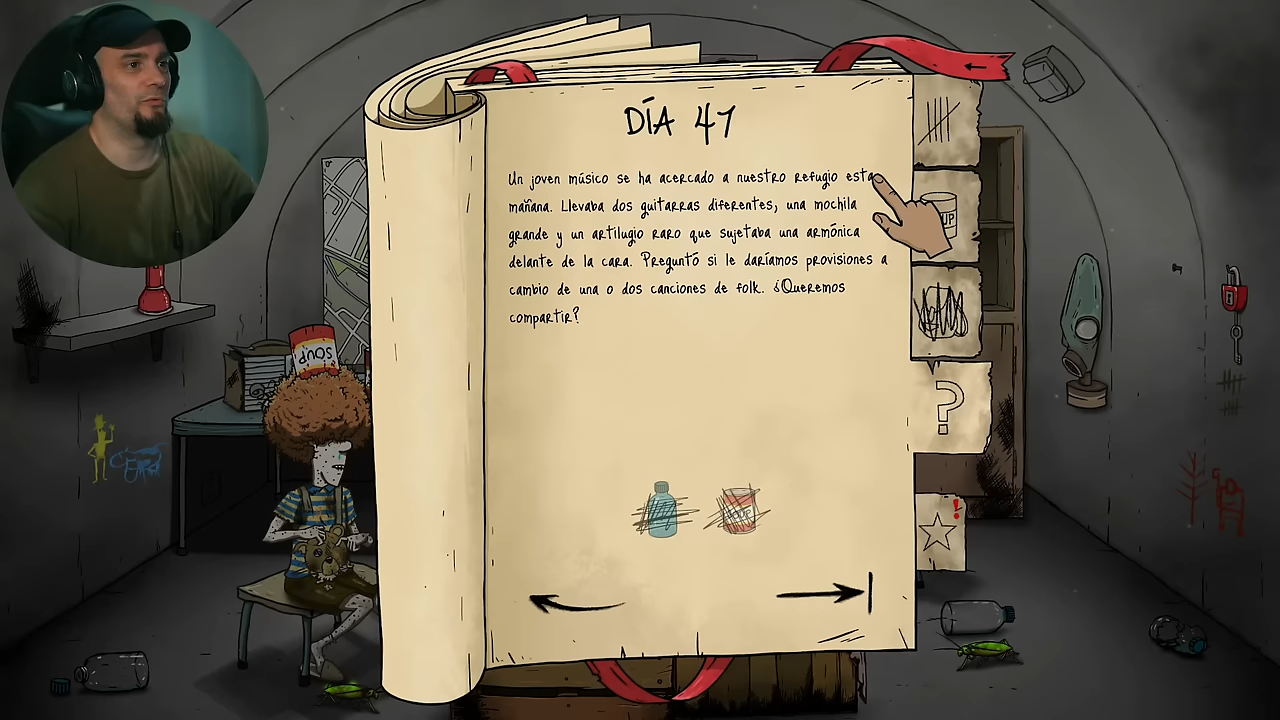 DÍA 47
Un joven músico se ha acercado a nuestro refugio esta
mañana. Llevaba dos guitarras diferentes, una mochila
grande y un artilugio raro que sujetaba una armónica
delante de la cara. Preguntó si le daríamos provisiones a
cambio de una o dos canciones de folk. ¿Queremos
compartir?
SOUP
SOUP
UP
?
!